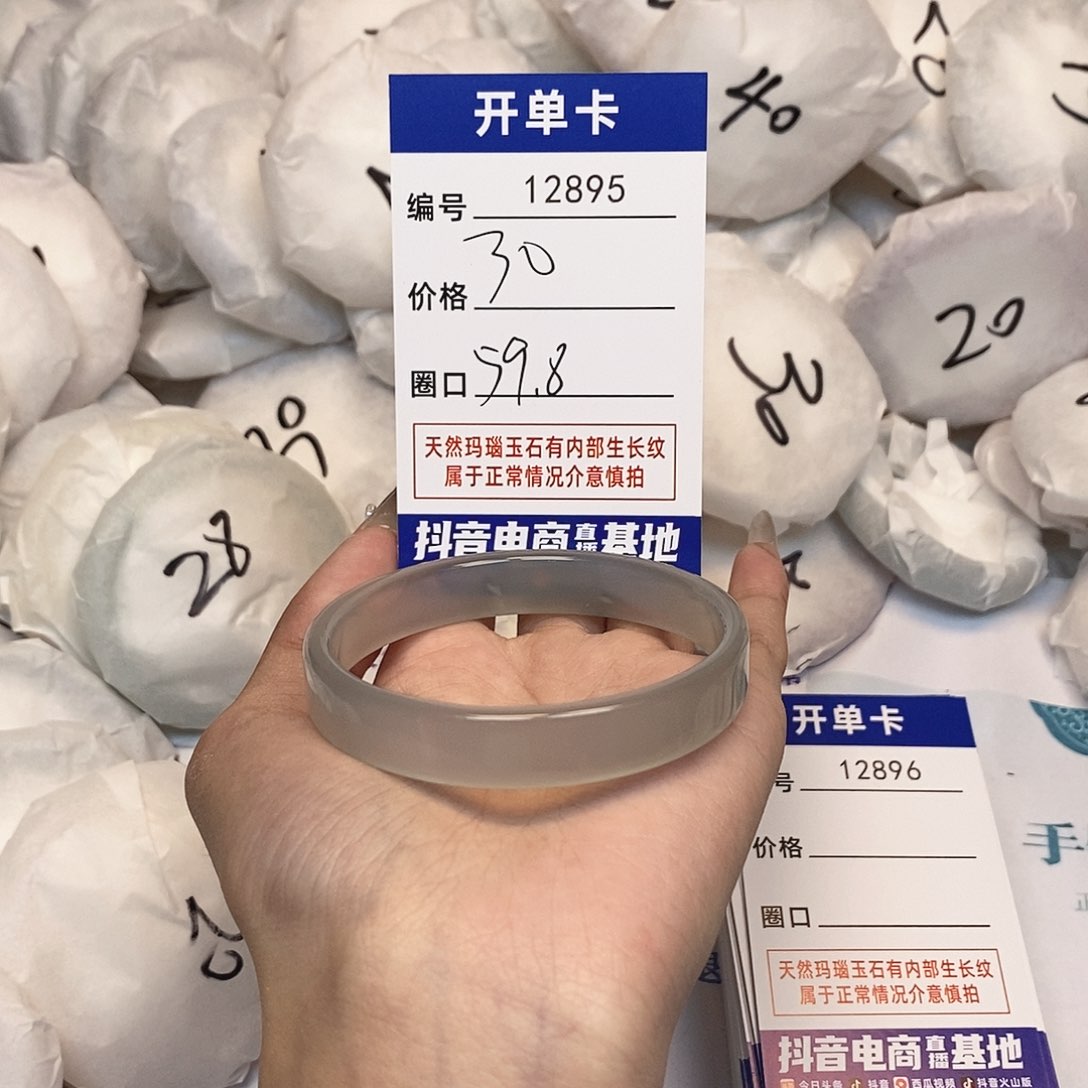 开单卡
编号 12895
价格 30
圈口 59.8
天然玛瑙玉石有内部生长纹
属于正常情况介意慎拍
抖音电商直播基地
开单卡
号 12896
价格
圈口
天然玛瑙玉石有内部生长纹
属于正常情况介意慎拍
抖音电商直播基地
今日头条 抖音 西瓜视频 抖音火山版
40
20
30
28
手